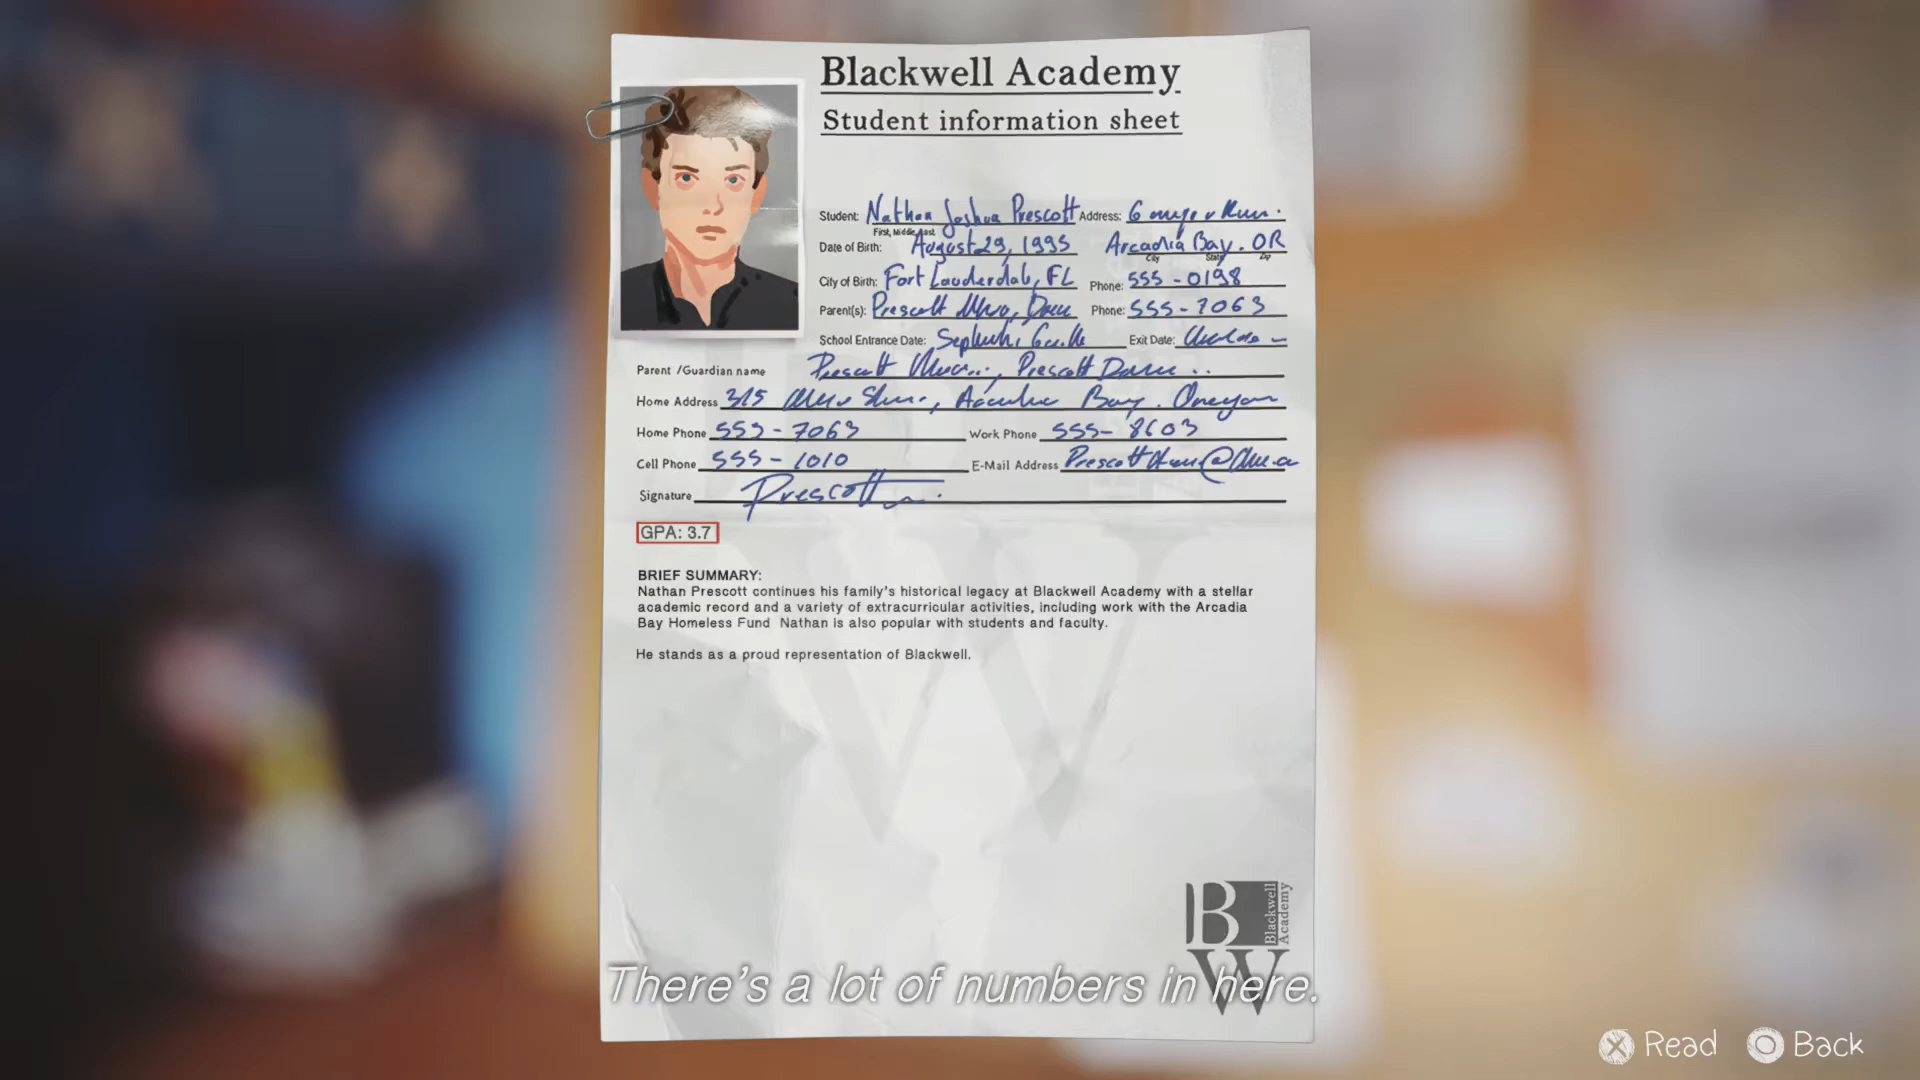 Blackwell Academy
Student information sheet
Student: Nathan Joshua Prescott Address: 6
First, Middle, Last
Date of Birth: August 29, 1995 Arcadia Bay. OR
City State Zip
City of Birth: Fort Lauderdale, FL Phone: 555-0198
Parent(s): Prescott Phone: 555-7063
School Entrance Date: Exit Date:
Parent /Guardian name Prescott, Prescott
Home Address 315 Bay. Oregon
Home Phone 555-7063 Work Phone 555-8603
Cell Phone 555-1010 E-Mail Address
Signature Prescott
GPA: 3.7
BRIEF SUMMARY:
Nathan Prescott continues his family's historical legacy at Blackwell Academy with a stellar
academic record and a variety of extracurricular activities, including work with the Arcadia
Bay Homeless Fund Nathan is also popular with students and faculty.
He stands as a proud representation of Blackwell.
B
Blackwell
Academy
W
There's a lot of numbers in here.
Read Back